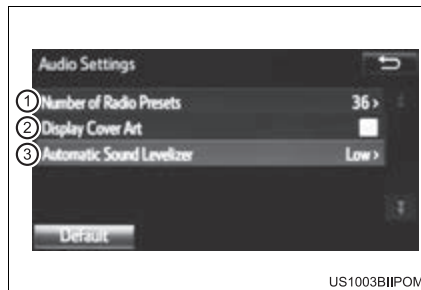 Audio Settings
1 Number of Radio Presets 36 >
2 Display Cover Art
3 Automatic Sound Levelizer Low >
Default
US1003BIIPOM